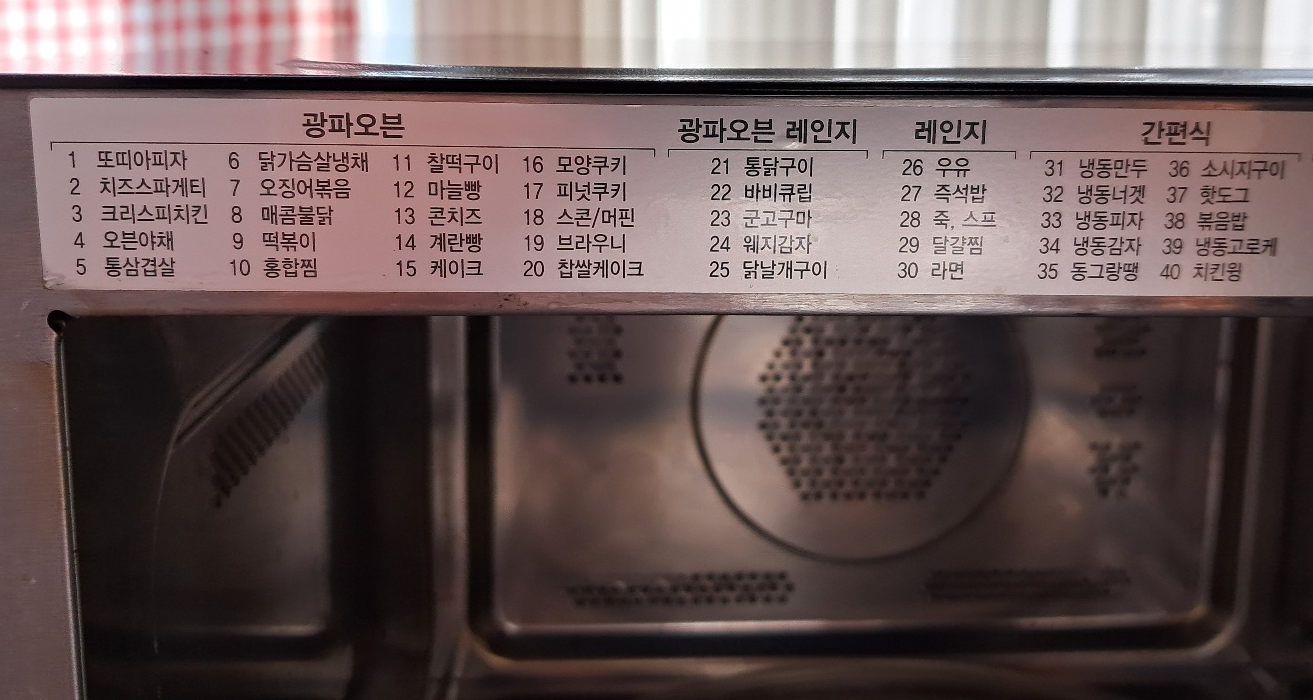 광파오븐 광파오븐 레인지 레인지 간편식
1 또띠아피자 6 닭가슴살냉채 11 찰떡구이 16 모양쿠키 21 통닭구이 26 우유 31 냉동만두 36 소시지구이
2 치즈스파게티 7 오징어볶음 12 마늘빵 17 피넛쿠키 22 바비큐립 27 즉석밥 32 냉동너겟 37 핫도그
3 크리스피치킨 8 매콤불닭 13 콘치즈 18 스콘/머핀 23 군고구마 28 죽, 스프 33 냉동피자 38 볶음밥
4 오븐야채 9 떡볶이 14 계란빵 19 브라우니 24 웨지감자 29 달걀찜 34 냉동감자 39 냉동고로케
5 통삼겹살 10 홍합찜 15 케이크 20 찹쌀케이크 25 닭날개구이 30 라면 35 동그랑땡 40 치킨윙